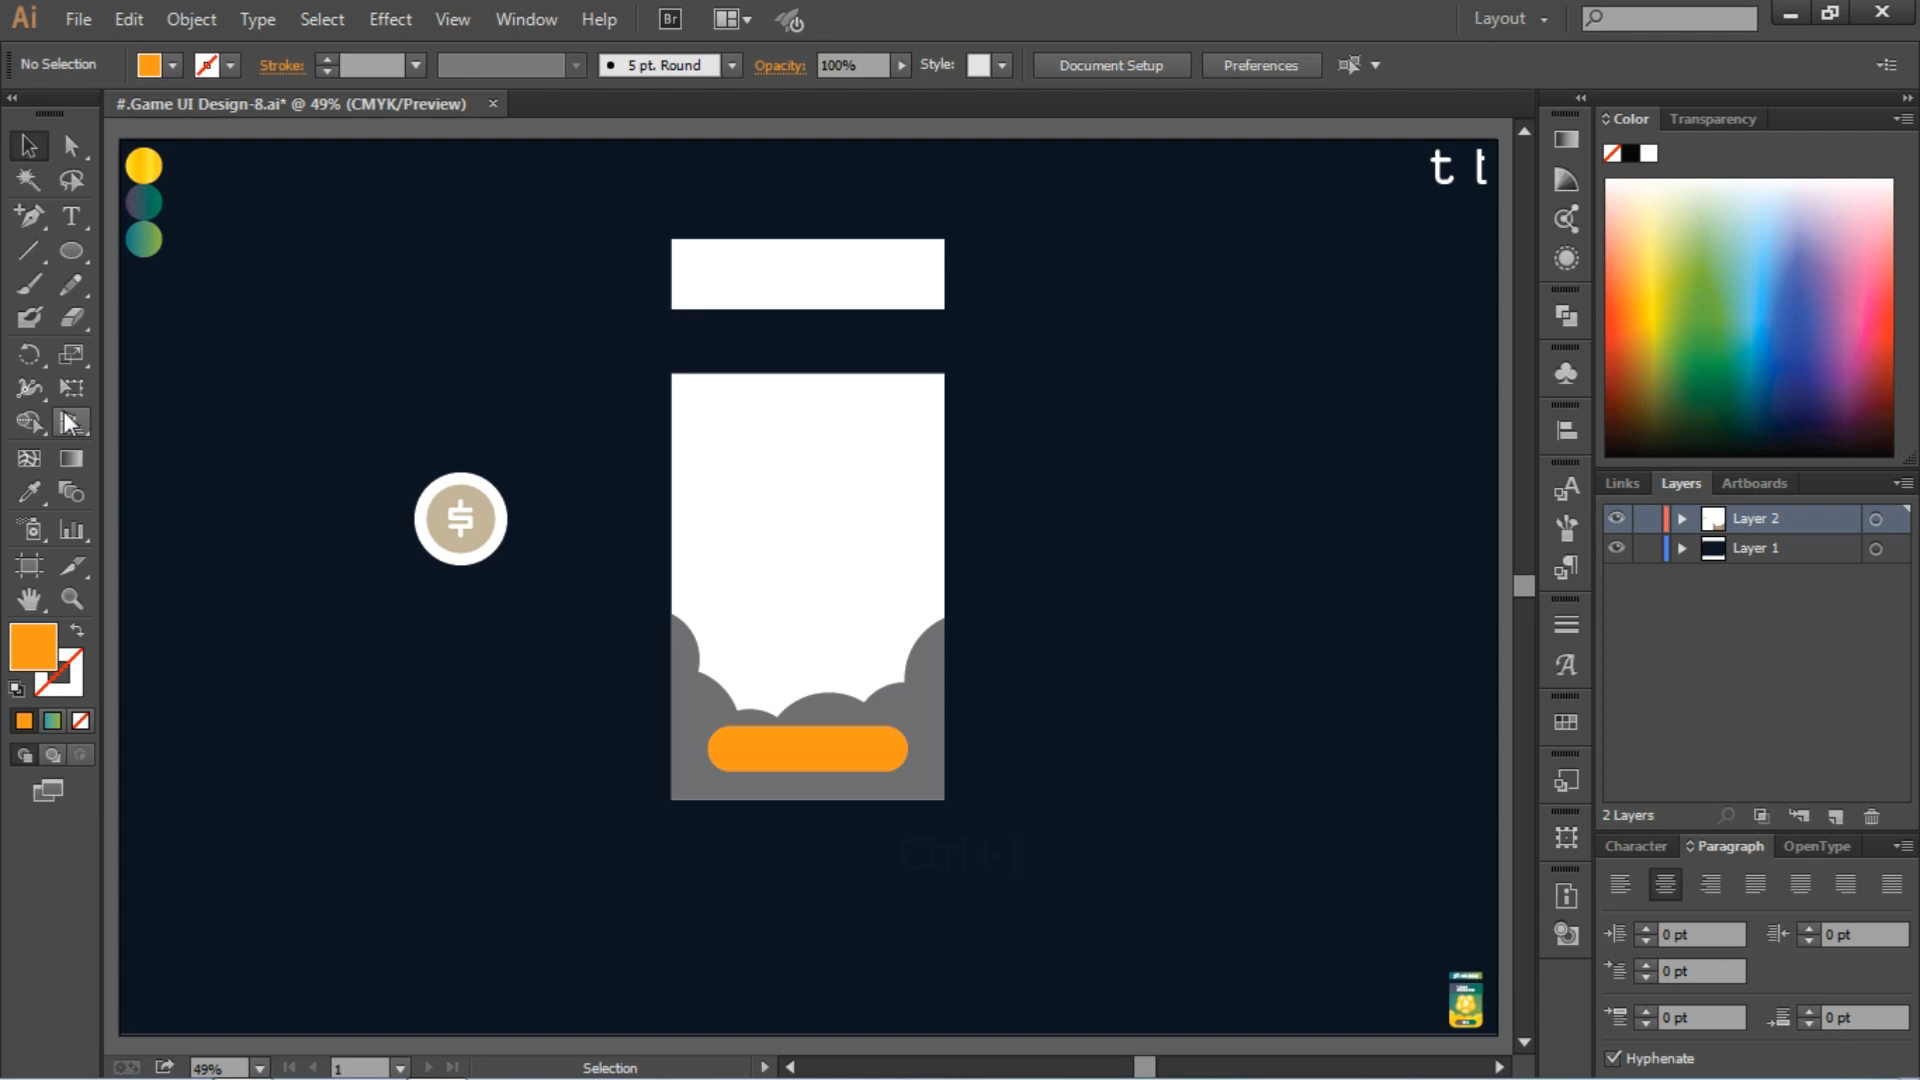 Ai File Edit Object Type Select Effect View Window Help Br Layout
No Selection Stroke: 5 pt. Round Opacity: 100% Style: Document Setup Preferences
#.Game UI Design-8.ai* @ 49% (CMYK/Preview)
Color Transparency
t t
$
Links Layers Artboards
Layer 2
Layer 1
2 Layers
Ctrl+]
Character Paragraph OpenType
0 pt 0 pt
0 pt
0 pt 0 pt
Hyphenate
49% 1 Selection